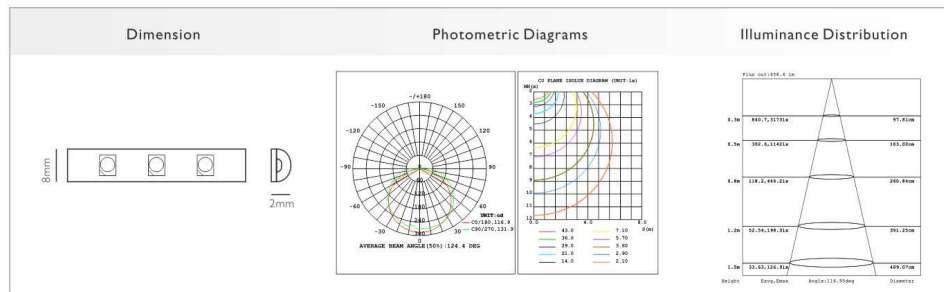 Dimension
Photometric Diagrams
Illuminance Distribution
8mm
2mm
-/+180
-150
150
-120
120
-90
90
-60
60
-30
30
0
UNIT:cd
C0/180,116.9
C90/270,131.9
AVERAGE BEAM ANGLE(50%):124.4 DEG
C0 PLANE ISOLUX DIAGRAM (UNIT:lx)
MH(m)
12
0.0
4.0
8.0
S(m)
43.0
7.10
36.0
5.70
29.0
3.60
21.0
2.90
14.0
2.10
Flux out:458.4 lm
0.3m
840.7,3173lx
97.81cm
0.5m
302.6,1142lx
163.02cm
0.8m
118.2,446.2lx
260.84cm
1.2m
52.54,198.3lx
391.25cm
1.5m
33.63,126.9lx
489.07cm
Height
Eavg,Emax
Diameter